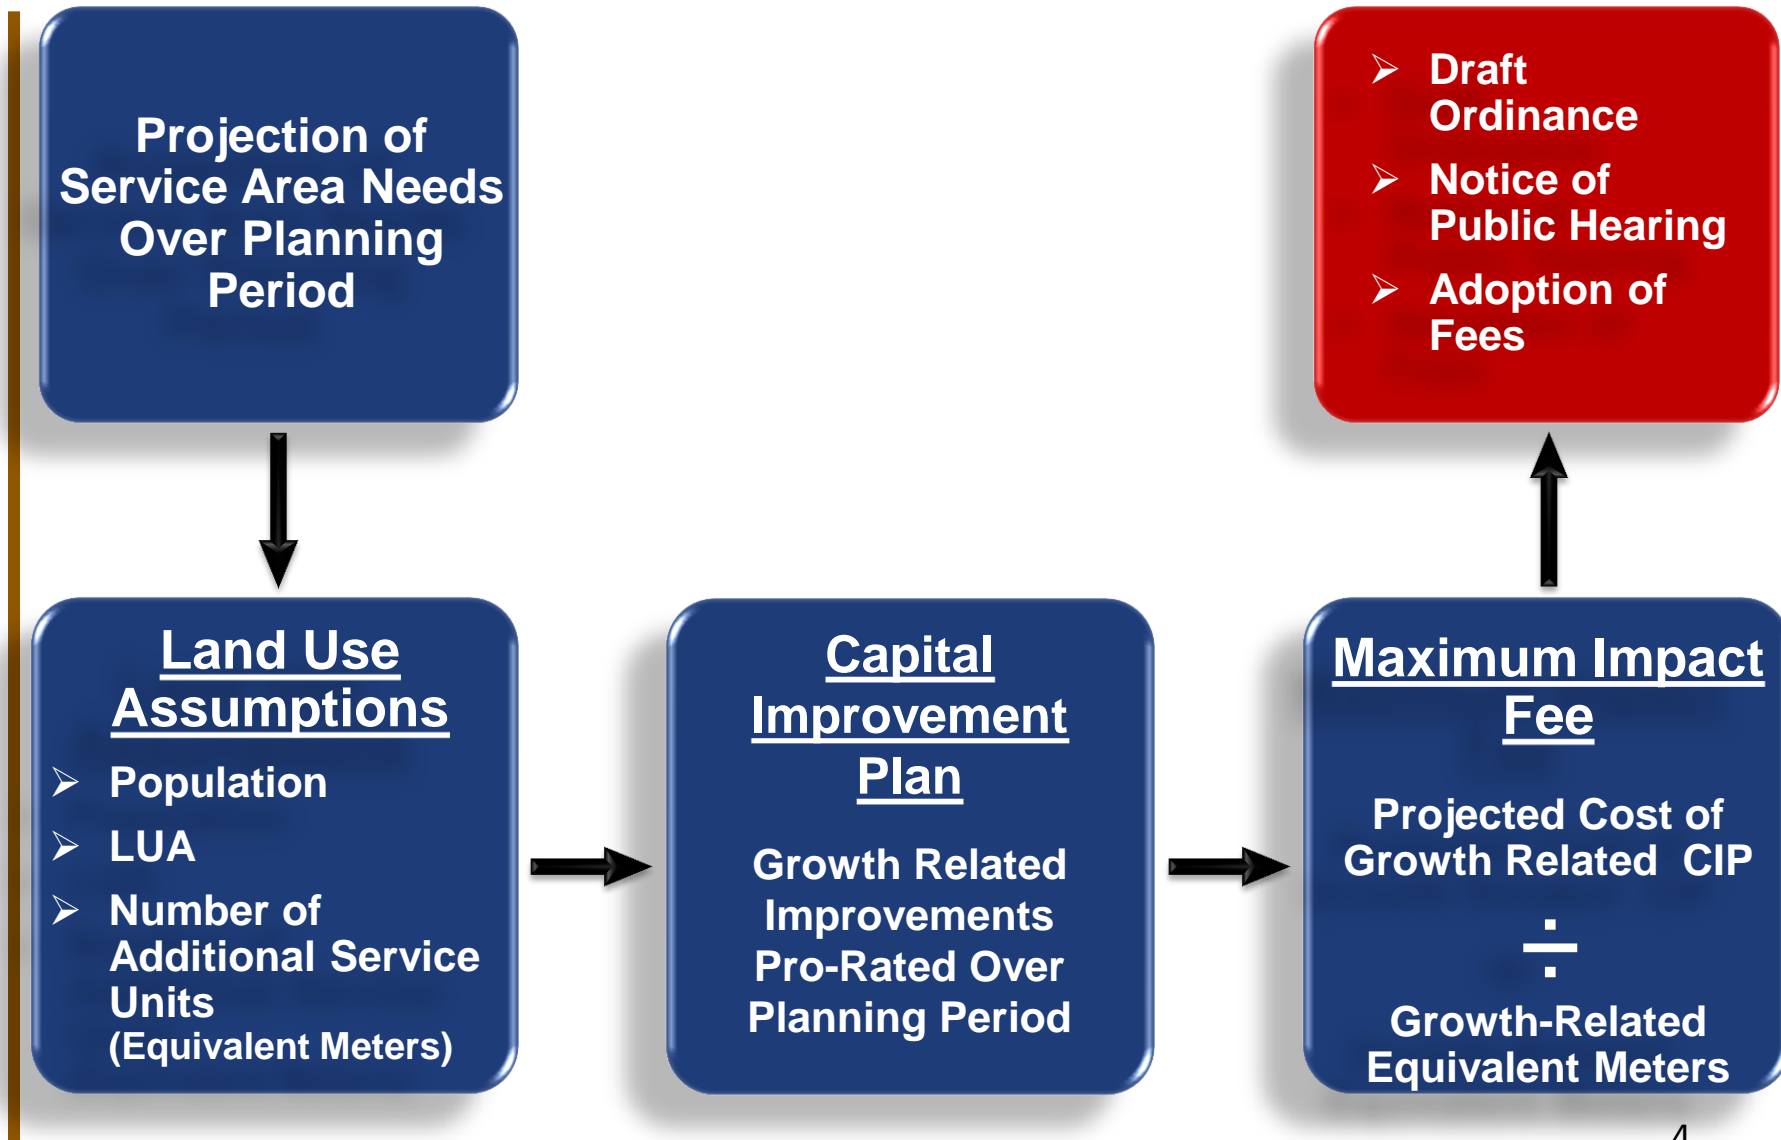 Projection of
Service Area Needs
Over Planning
Period
➢ Draft
Ordinance
➢ Notice of
Public Hearing
➢ Adoption of
Fees
Land Use
Assumptions
➢ Population
➢ LUA
➢ Number of
Additional Service
Units
(Equivalent Meters)
Capital
Improvement
Plan
Growth Related
Improvements
Pro-Rated Over
Planning Period
Maximum Impact
Fee
Projected Cost of
Growth Related CIP
÷
Growth-Related
Equivalent Meters
4